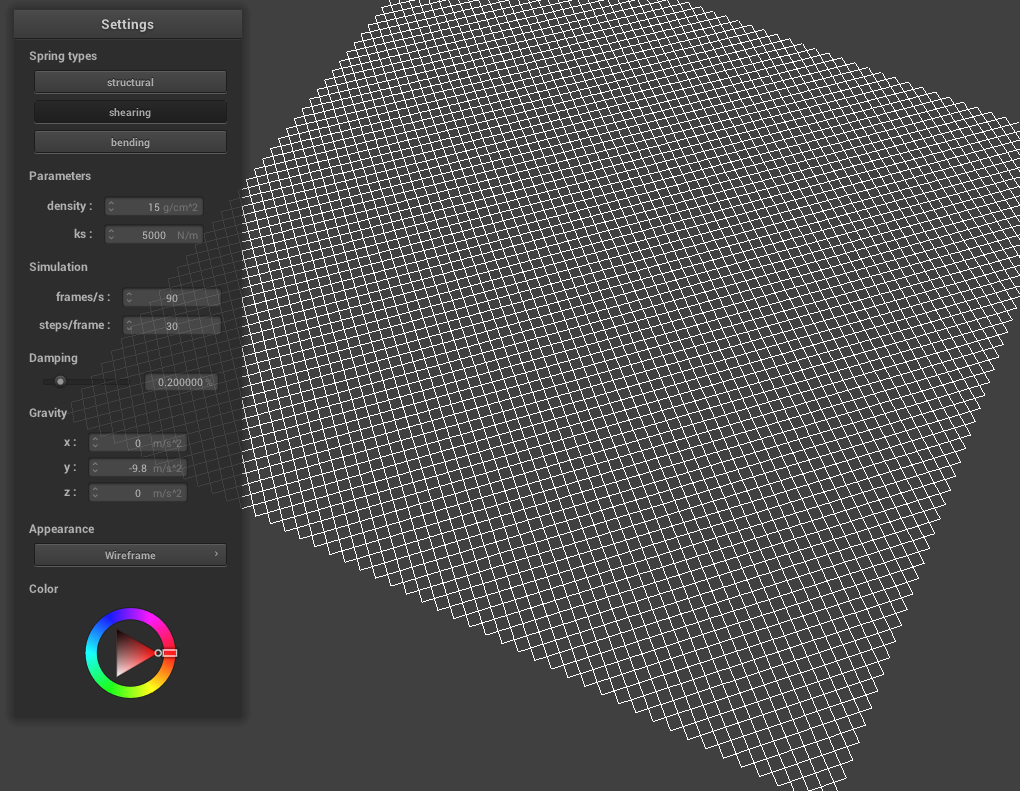 Settings
Spring types
structural
shearing
bending
Parameters
density : 15 g/cm^2
ks : 5000 N/m
Simulation
frames/s : 90
steps/frame : 30
Damping
0.200000 %
Gravity
x : 0 m/s^2
y : -9.8 m/s^2
z : 0 m/s^2
Appearance
Wireframe ›
Color